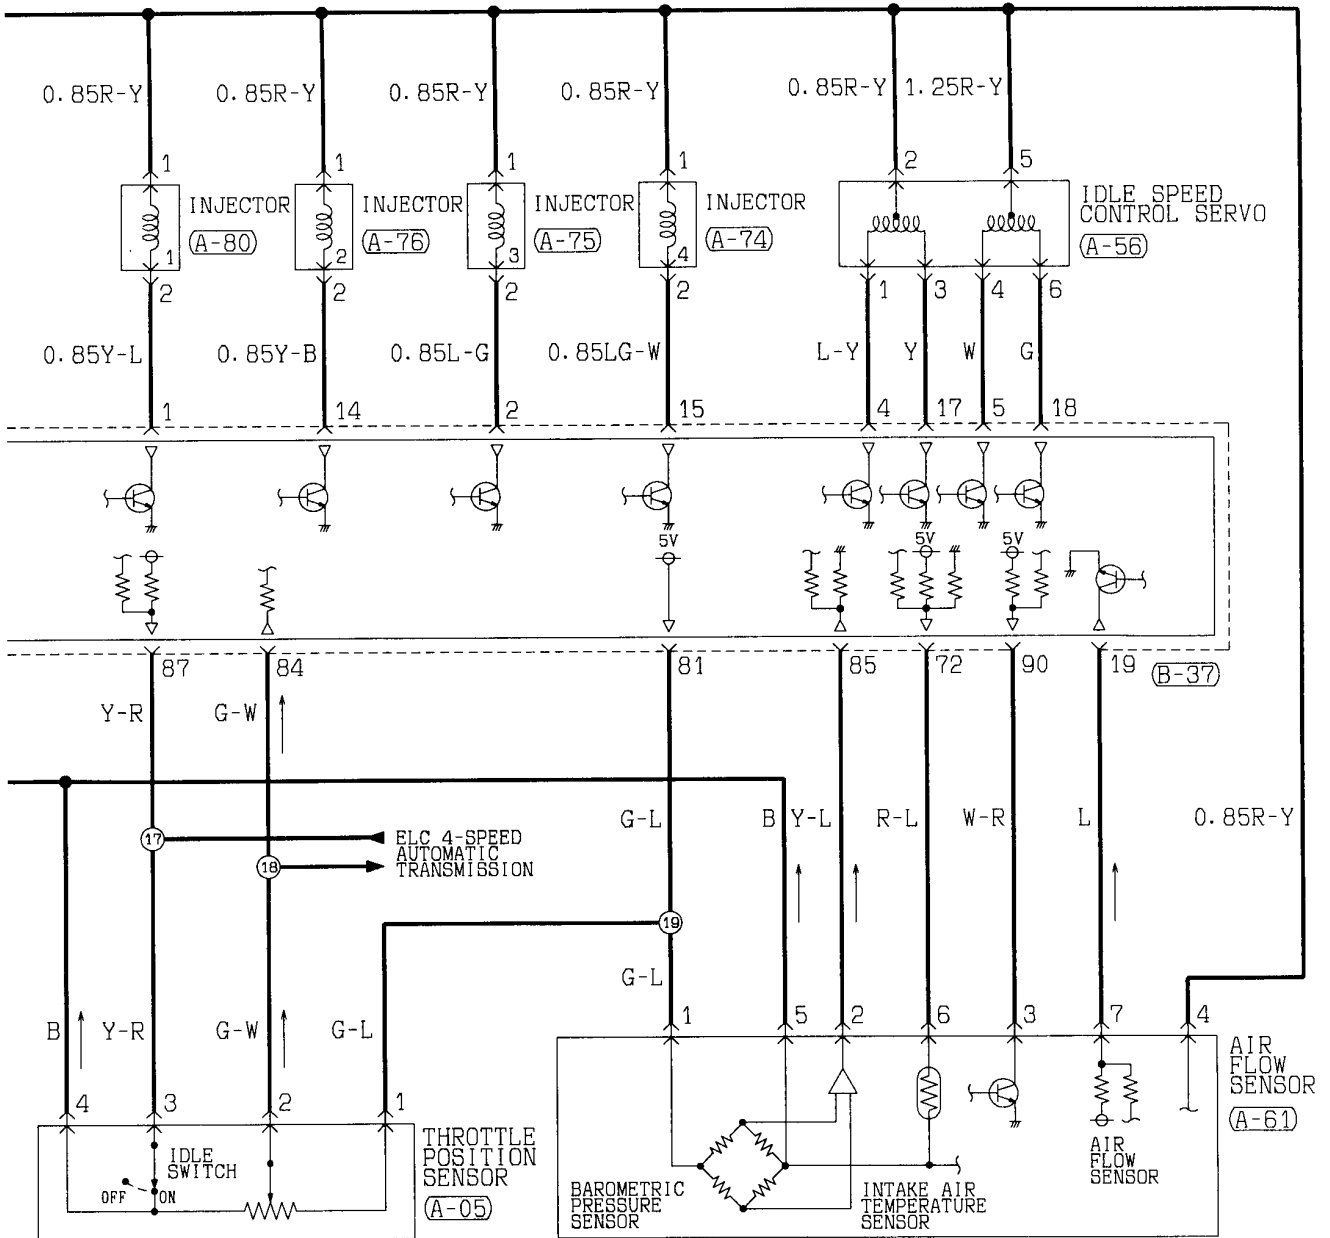 0.85R-Y 0.85R-Y 0.85R-Y 0.85R-Y 0.85R-Y 1.25R-Y
1 1 1 1 2 5
INJECTOR INJECTOR INJECTOR INJECTOR IDLE SPEED
CONTROL SERVO
A-80 A-76 A-75 A-74 A-56
1 2 3 4
2 2 2 2 1 3 4 6
0.85Y-L 0.85Y-B 0.85L-G 0.85LG-W L-Y Y W G
1 14 2 15 4 17 5 18
5V 5V 5V
87 84 81 85 72 90 19 B-37
Y-R G-W
G-L B Y-L R-L W-R L 0.85R-Y
17 ELC 4-SPEED
AUTOMATIC
18 TRANSMISSION
19
G-L
B Y-R G-W G-L
1 5 2 6 3 7 4
AIR
FLOW
SENSOR
A-61
4 3 2 1
IDLE
SWITCH
OFF ON
THROTTLE
POSITION
SENSOR
A-05
BAROMETRIC
PRESSURE
SENSOR
INTAKE AIR
TEMPERATURE
SENSOR
AIR
FLOW
SENSOR